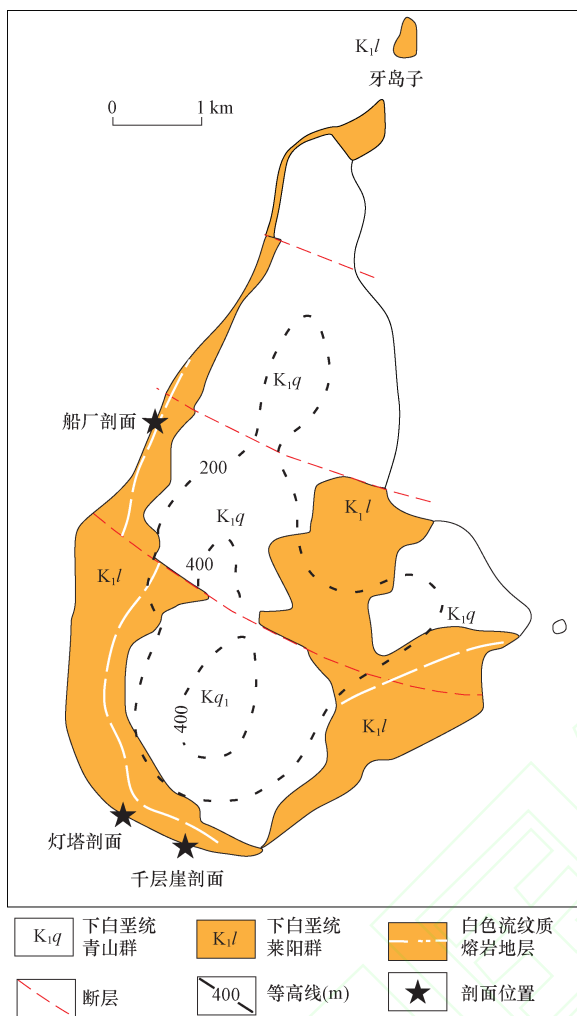 K₁l
牙岛子
0 1 km
K₁q
船厂剖面
200
K₁l
K₁q
400
K₁l
K₁q
Kq₁
400
K₁l
灯塔剖面
千层崖剖面
K₁q 下白垩统 青山群
K₁l 下白垩统 莱阳群
白色流纹质 熔岩地层
断层
400 等高线(m)
剖面位置